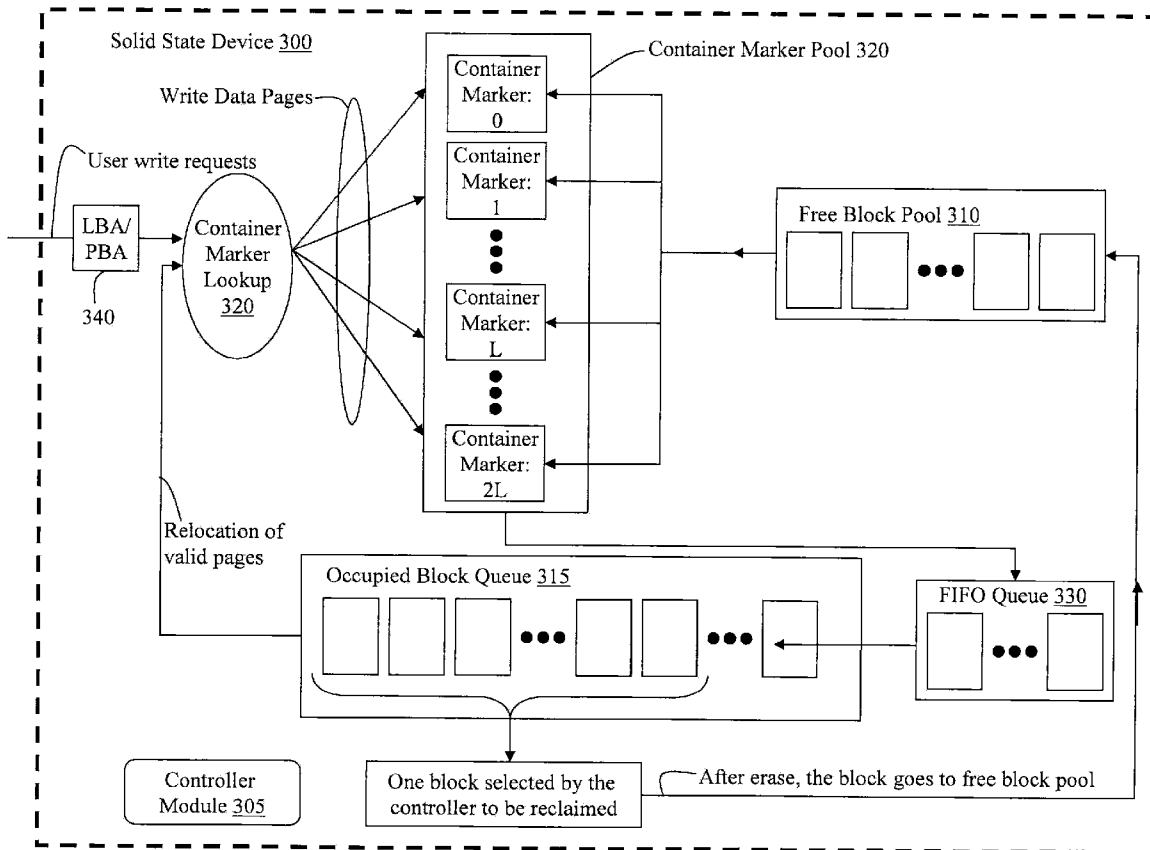 Solid State Device 300
Container Marker Pool 320
Write Data Pages
User write requests
LBA/
PBA
340
Container
Marker
Lookup
320
Container
Marker:
0
Container
Marker:
1
Container
Marker:
L
Container
Marker:
2L
Free Block Pool 310
Relocation of
valid pages
Occupied Block Queue 315
FIFO Queue 330
Controller
Module 305
One block selected by the
controller to be reclaimed
After erase, the block goes to free block pool